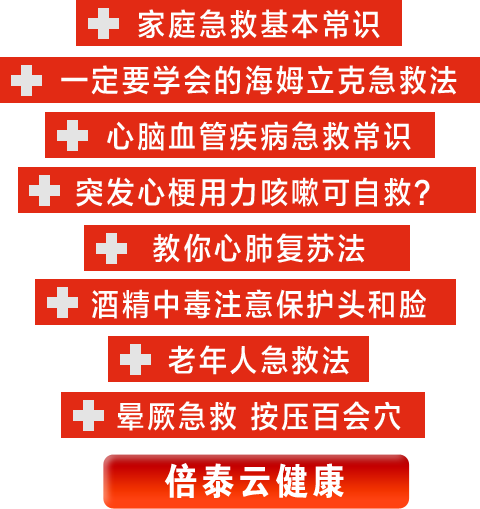 家庭急救基本常识
一定要学会的海姆立克急救法
心脑血管疾病急救常识
突发心梗用力咳嗽可自救？
教你心肺复苏法
酒精中毒注意保护头和脸
老年人急救法
晕厥急救 按压百会穴
倍泰云健康